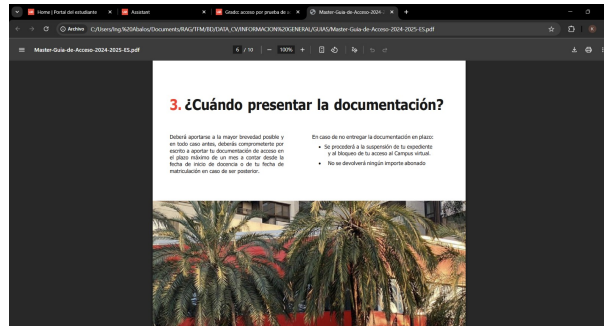 Home | Portal del estudiante
Assistant
Grado: acceso por prueba de a
Master-Guia-de-Acceso-2024-
Archivo
C:/Users/Ing.%20Abalos/Documents/RAG/TFM/BD/DATA_CV/INFORMACION%20GENERAL/GUIAS/Master-Guia-de-Acceso-2024-2025-ES.pdf
Master-Guia-de-Acceso-2024-2025-ES.pdf
6 / 10
100%
3. ¿Cuándo presentar la documentación?
Deberá aportarse a la mayor brevedad posible y
en todo caso antes, deberás comprometerte por
escrito a aportar tu documentación de acceso en
el plazo máximo de un mes a contar desde la
fecha de inicio de docencia o de tu fecha de
matriculación en caso de ser posterior.
En caso de no entregar la documentación en plazo:
• Se procederá a la suspensión de tu expediente
y al bloqueo de tu acceso al Campus virtual.
• No se devolverá ningún importe abonado